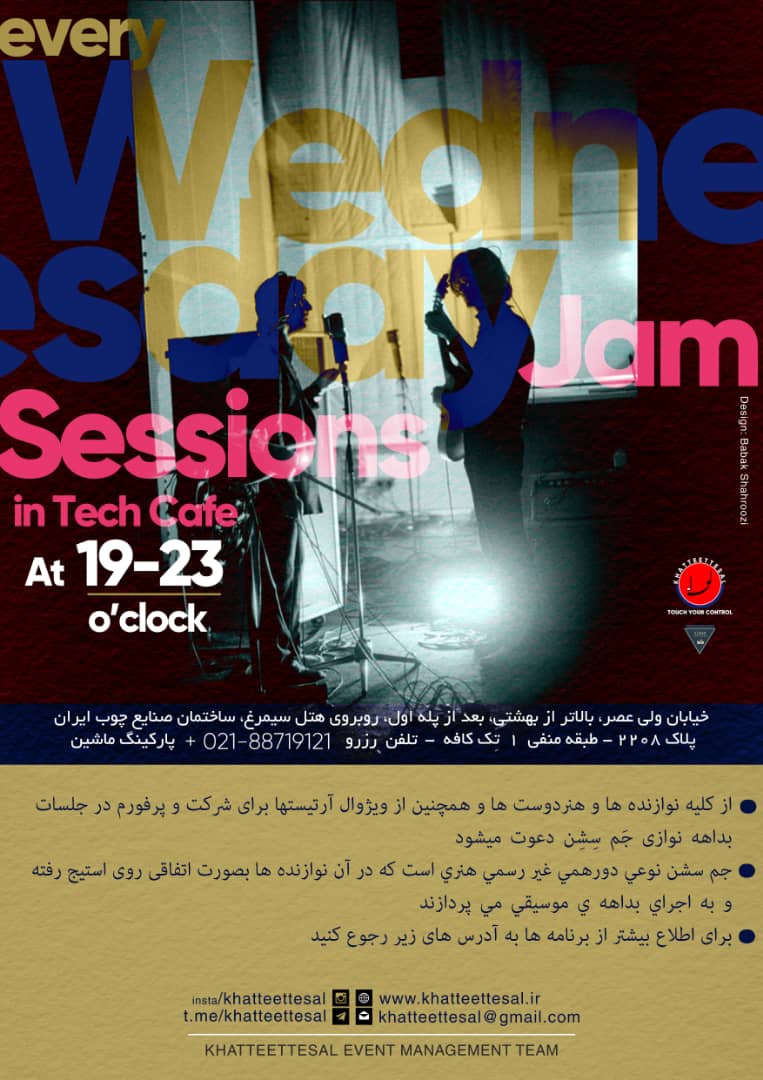 every
Wedne
esday
Jam
Sessions
in Tech Cafe
At 19-23
o'clock
Design: Babak Shahroozi
KHATTEETTESAL
TOUCH YOUR CONTROL
خیابان ولی عصر، بالاتر از بهشتی، بعد از پله اول، روبروی هتل سیمرغ، ساختمان صنایع چوب ایران
پلاک ۲۲۰۸ - طبقه منفی ۱ تِک کافه - تلفن رزرو 021-88719121 + پارکینگ ماشین
از کلیه نوازنده ها و هنردوست ها و همچنین از ویژوال آرتیستها برای شرکت و پرفورم در جلسات
بداهه نوازی جَم سِشِن دعوت میشود
جم سشن نوعي دورهمي غير رسمي هنري است که در آن نوازنده ها بصورت اتفاقی روی استیج رفته
و به اجراي بداهه ي موسيقي مي پردازند
برای اطلاع بیشتر از برنامه ها به آدرس های زیر رجوع کنید
insta/khatteettesal www.khatteettesal.ir
t.me/khatteettesal khatteettesal@gmail.com
KHATTEETTESAL EVENT MANAGEMENT TEAM